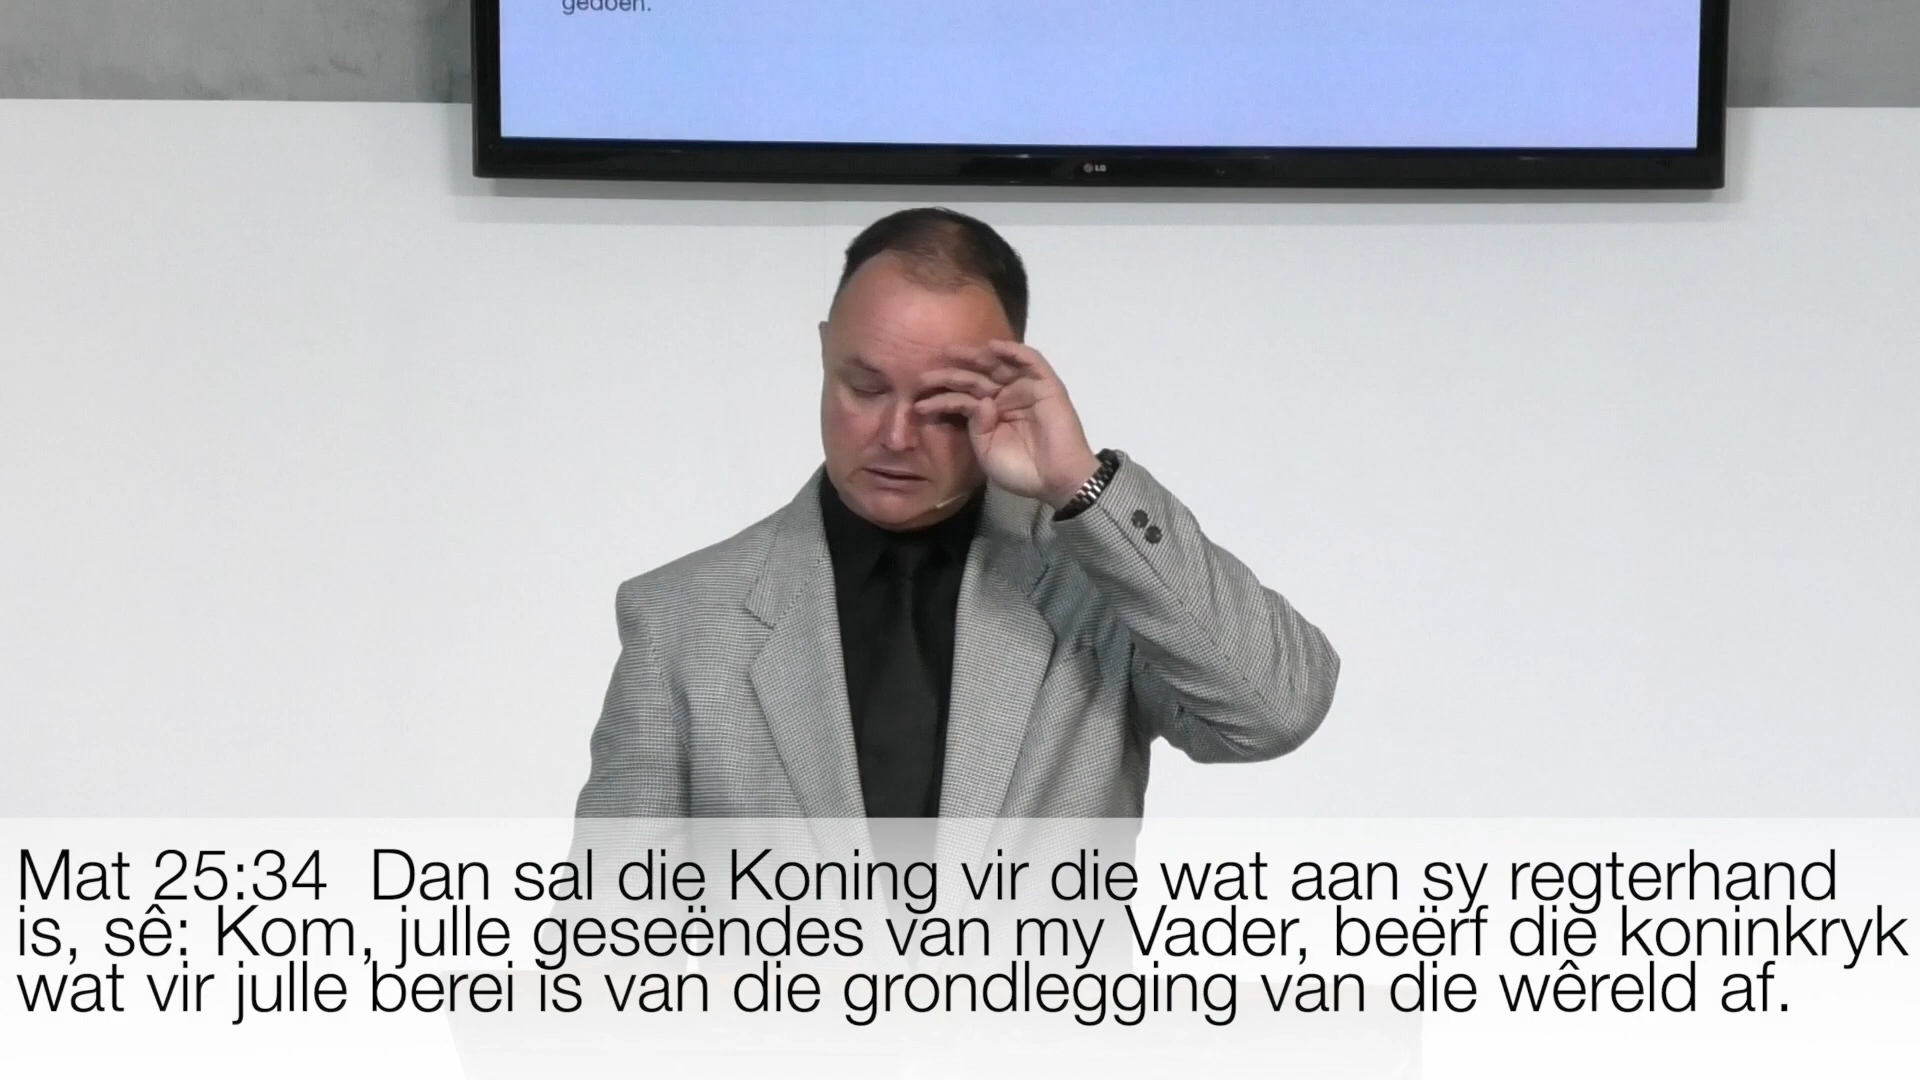 gedoen.
LG
Mat 25:34 Dan sal die Koning vir die wat aan sy regterhand
is, sê: Kom, julle geseëndes van my Vader, beërf die koninkryk
wat vir julle berei is van die grondlegging van die wêreld af.